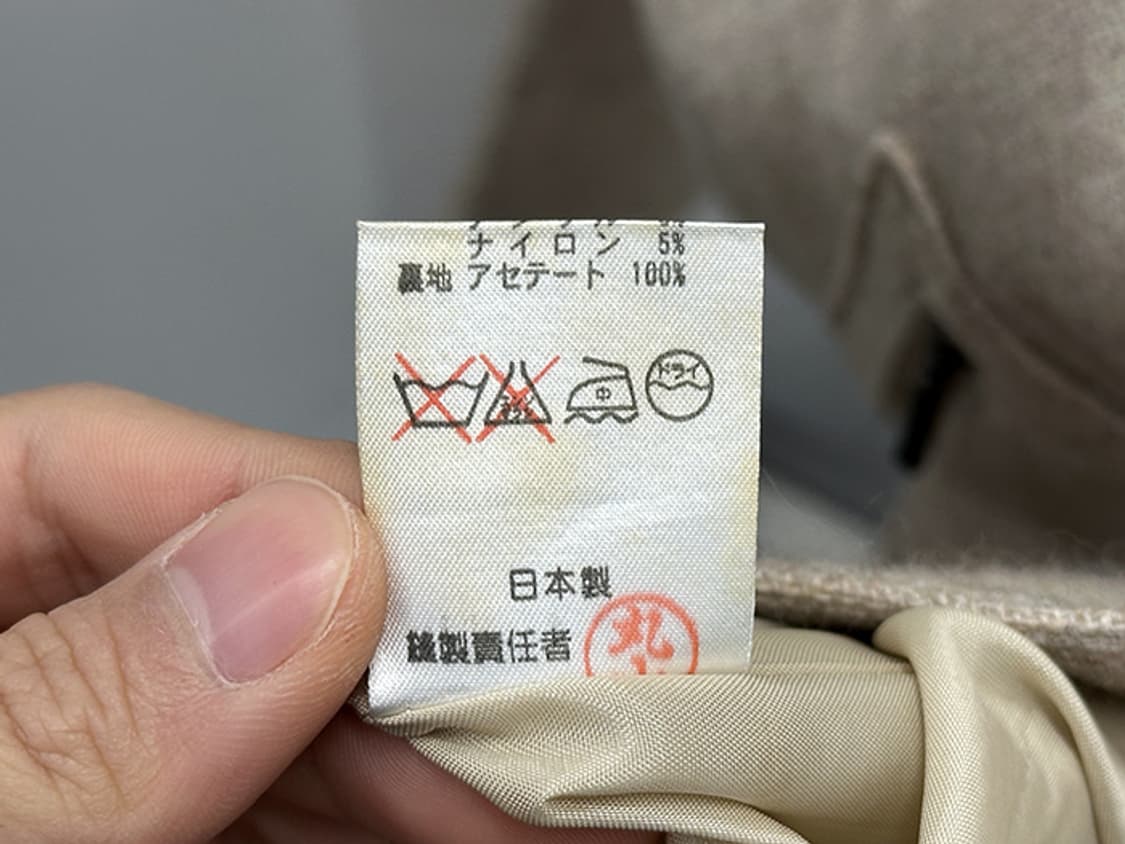 ナイロン 5%
裏地 アセテート 100%
中 ドライ
日本製
縫製責任者 丸